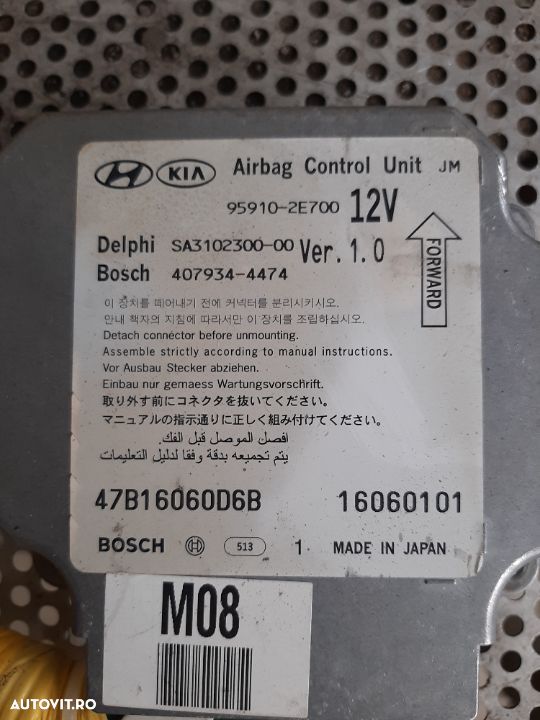 KIA Airbag Control Unit JM
95910-2E700 12V
Delphi SA3102300-00 Ver. 1.0
Bosch 407934-4474
FORWARD
이 장치를 떼어내기 전에 커넥터를 분리시키시오.
안내 책자의 지침에 따라서만 이 장치를 조립하십시오.
Detach connector before unmounting.
Assemble strictly according to manual instructions.
Vor Ausbau Stecker abziehen.
Einbau nur gemaess Wartungsvorschrift.
取り外す前にコネクタを抜いてください。
マニュアルの指示通りに正しく組み付けてください。
افصل الموصل قبل الفك.
يتم تجميعه بدقة وفقا لدليل التعليمات
47B16060D6B 16060101
BOSCH 513 1 MADE IN JAPAN
M08
AUTOVIT.RO
AUTOVIT.RO